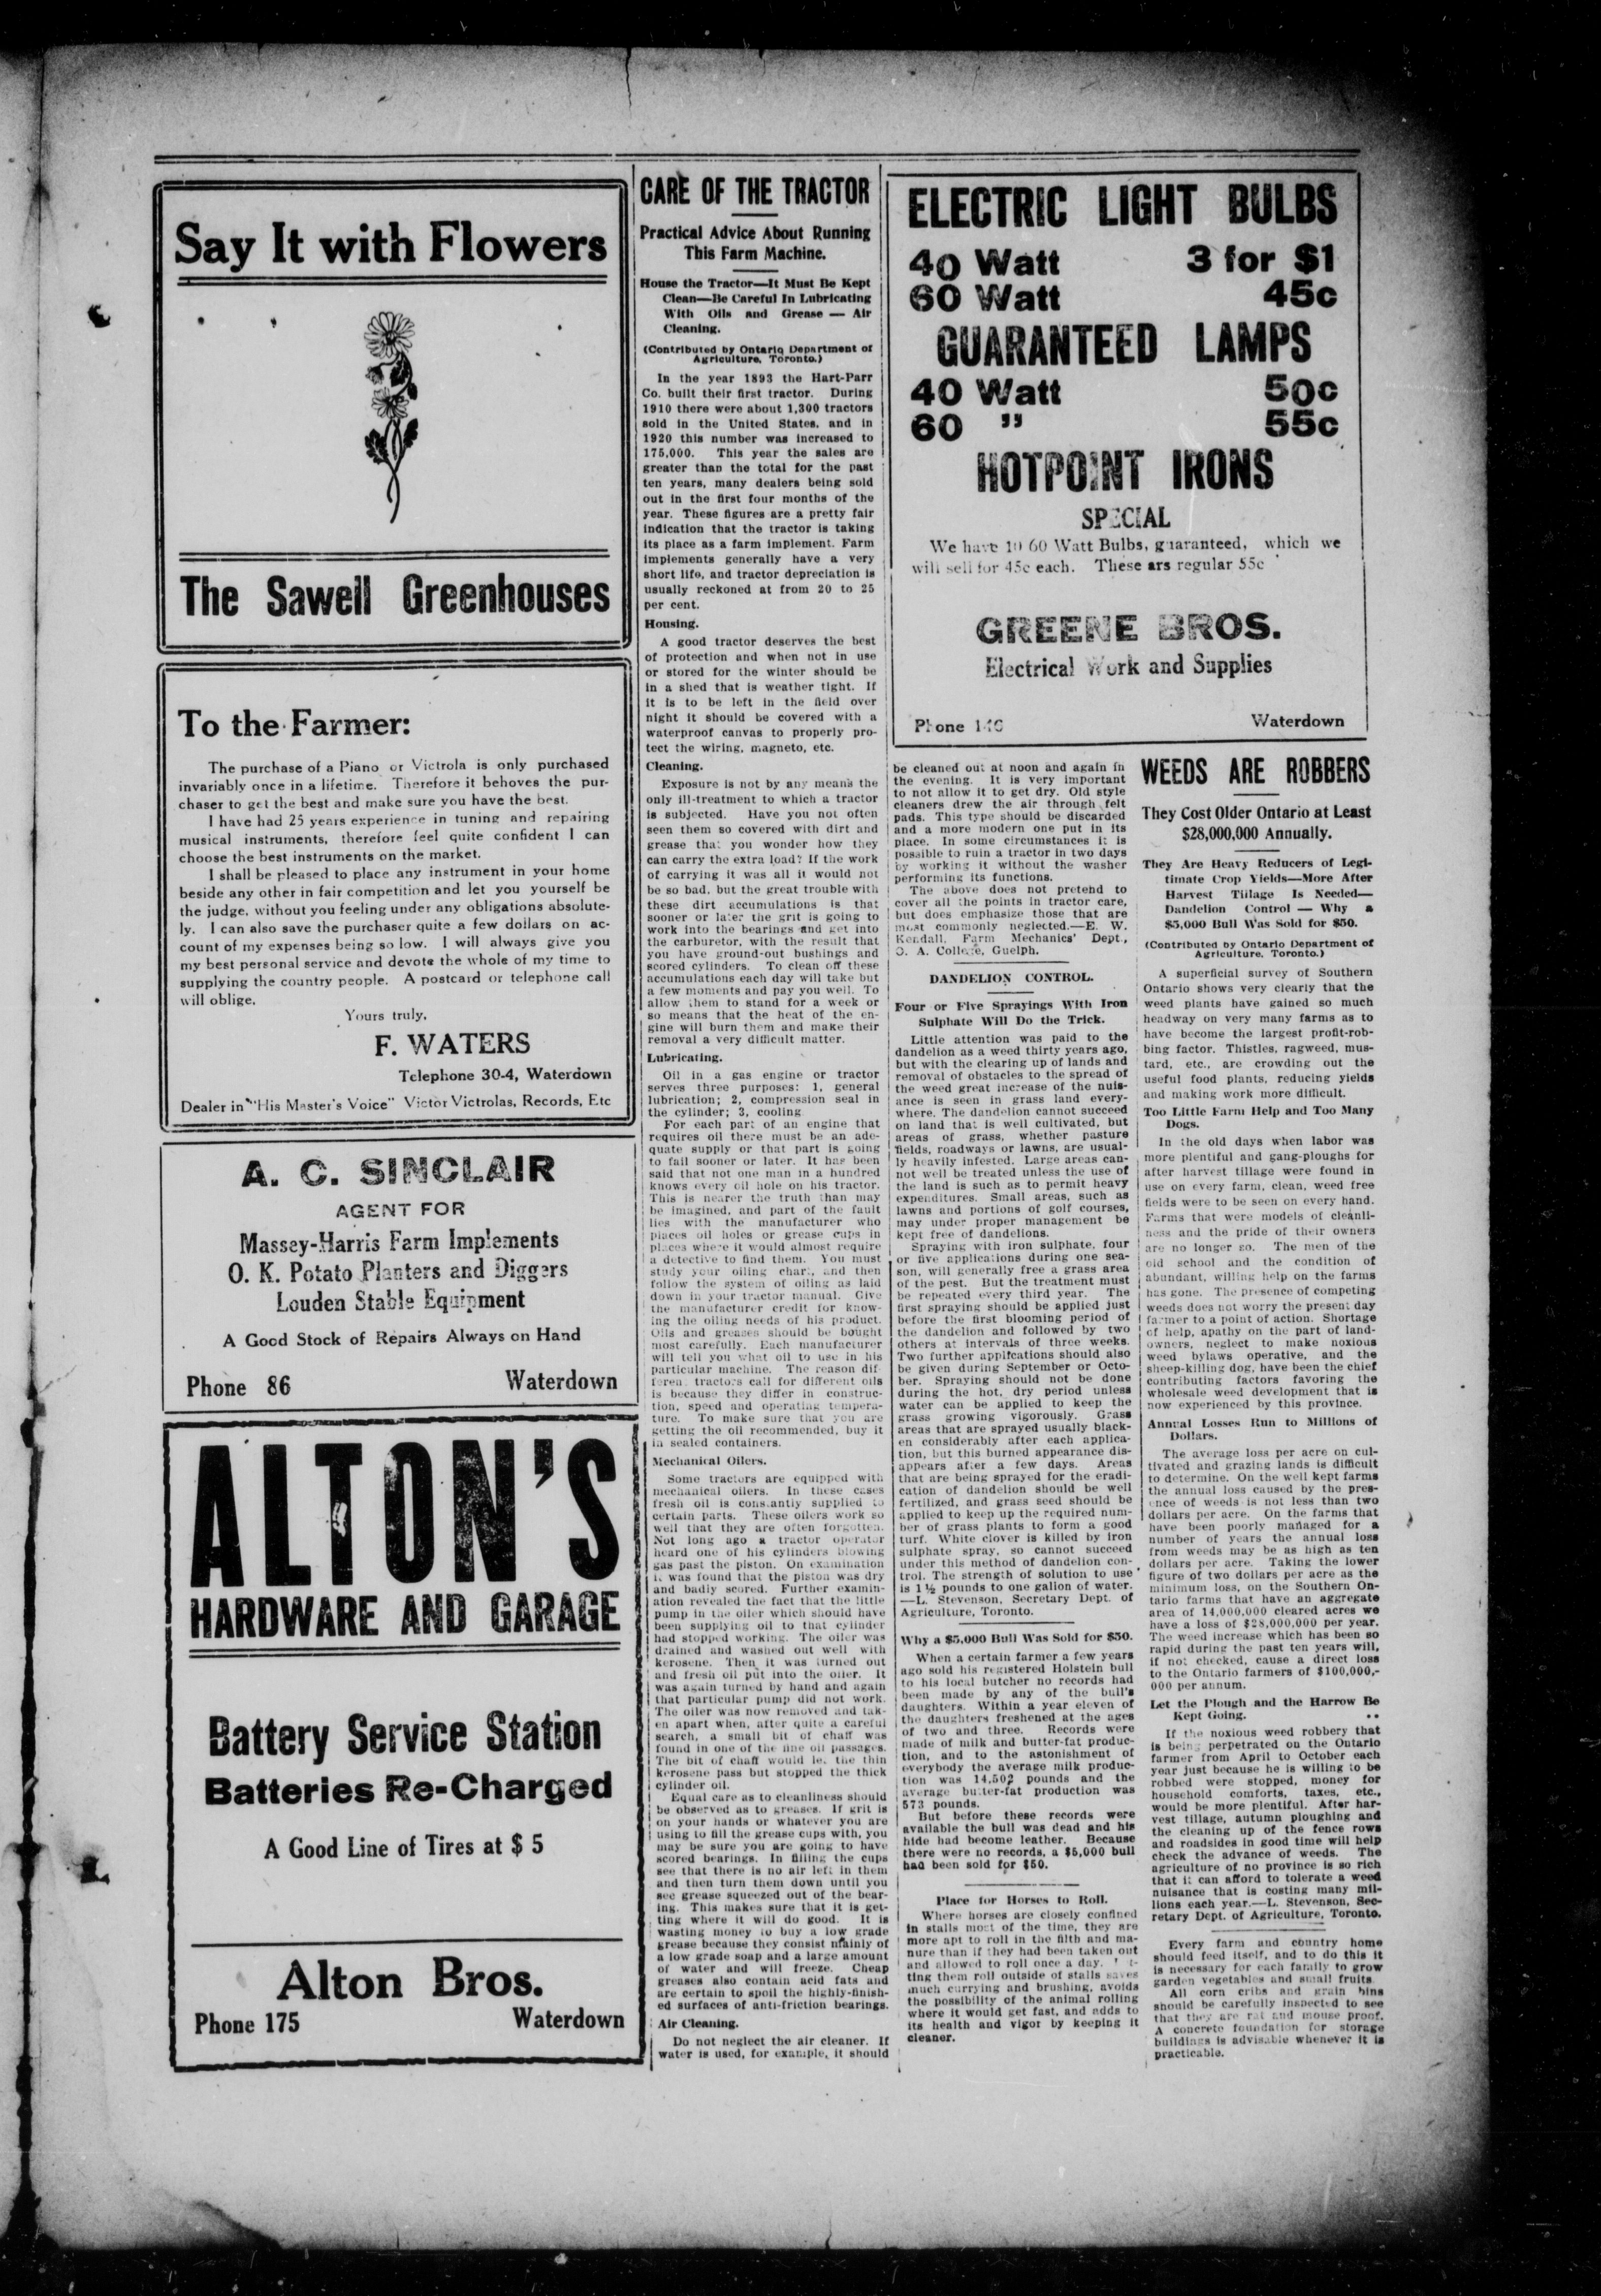 Say It with Flowers
The Sawell Greenhouses
To the Farmer:
The purchase of a Piano or Victrola is only purchased
invariably once in a lifetime. Therefore it behoves the pur-
chaser to get the best and make sure you have the best.
I have had 25 years experience in tuning and repairing
musical instruments, therefore feel quite confident I can
choose the best instruments on the market.
I shall be pleased to place any instrument in your home
beside any other in fair competition and let you yourself be
the judge, without you feeling under any obligations absolute-
ly. I can also save the purchaser quite a few dollars on ac-
count of my expenses being so low. I will always give you
my best personal service and devote the whole of my time to
supplying the country people. A postcard or telephone call
will oblige.
Yours truly,
F. WATERS
Telephone 30-4, Waterdown
Dealer in "His Master's Voice" Victor Victrolas, Records, Etc
A. C. SINCLAIR
AGENT FOR
Massey-Harris Farm Implements
O. K. Potato Planters and Diggers
Louden Stable Equipment
A Good Stock of Repairs Always on Hand
Phone 86 Waterdown
ALTON'S
HARDWARE AND GARAGE
Battery Service Station
Batteries Re-Charged
A Good Line of Tires at $ 5
Alton Bros.
Phone 175 Waterdown
CARE OF THE TRACTOR
Practical Advice About Running
This Farm Machine.
House the Tractor—It Must Be Kept
Clean—Be Careful In Lubricating
With Oils and Grease — Air
Cleaning.
(Contributed by Ontario Department of
Agriculture, Toronto.)
In the year 1893 the Hart-Parr
Co. built their first tractor. During
1910 there were about 1,300 tractors
sold in the United States, and in
1920 this number was increased to
175,000. This year the sales are
greater than the total for the past
ten years, many dealers being sold
out in the first four months of the
year. These figures are a pretty fair
indication that the tractor is taking
its place as a farm implement. Farm
implements generally have a very
short life, and tractor depreciation is
usually reckoned at from 20 to 25
per cent.
Housing.
A good tractor deserves the best
of protection and when not in use
or stored for the winter should be
in a shed that is weather tight. If
it is to be left in the field over
night it should be covered with a
waterproof canvas to properly pro-
tect the wiring, magneto, etc.
Cleaning.
Exposure is not by any means the
only ill-treatment to which a tractor
is subjected. Have you not often
seen them so covered with dirt and
grease that you wonder how they
can carry the extra load? If the work
of carrying it was all it would not
be so bad, but the great trouble with
these dirt accumulations is that
sooner or later the grit is going to
work into the bearings and get into
the carburetor, with the result that
you have ground-out bushings and
scored cylinders. To clean off these
accumulations each day will take but
a few moments and pay you well. To
allow them to stand for a week or
so means that the heat of the en-
gine will burn them and make their
removal a very difficult matter.
Lubricating.
Oil in a gas engine or tractor
serves three purposes: 1, general
lubrication; 2, compression seal in
the cylinder; 3, cooling
For each part of an engine that
requires oil there must be an ade-
quate supply or that part is going
to fail sooner or later. It has been
said that not one man in a hundred
knows every oil hole on his tractor.
This is nearer the truth than may
be imagined, and part of the fault
lies with the manufacturer who
places oil holes or grease cups in
places where it would almost require
a detective to find them. You must
study your oiling chart, and then
follow the system of oiling as laid
down in your tractor manual. Give
the manufacturer credit for know-
ing the oiling needs of his product.
Oils and greases should be bought
most carefully. Each manufacturer
will tell you what oil to use in his
particular machine. The reason dif-
ferent tractors call for different oils
is because they differ in construc-
tion, speed and operating tempera-
ture. To make sure that you are
getting the oil recommended, buy it
in sealed containers.
Mechanical Oilers.
Some tractors are equipped with
mechanical oilers. In these cases
fresh oil is constantly supplied to
certain parts. These oilers work so
well that they are often forgotten.
Not long ago a tractor operator
heard one of his cylinders blowing
gas past the piston. On examination
it was found that the piston was dry
and badly scored. Further examin-
ation revealed the fact that the little
pump in the oiler which should have
been supplying oil to that cylinder
had stopped working. The oiler was
drained and washed out well with
kerosene. Then it was turned out
and fresh oil put into the oiler. It
was again turned by hand and again
that particular pump did not work.
The oiler was now removed and tak-
en apart when, after quite a careful
search, a small bit of chaff was
found in one of the fine oil passages.
The bit of chaff would let the thin
kerosene pass but stopped the thick
cylinder oil.
Equal care as to cleanliness should
be observed as to greases. If grit is
on your hands or whatever you are
using to fill the grease cups with, you
may be sure you are going to have
scored bearings. In filling the cups
see that there is no air left in them
and then turn them down until you
see grease squeezed out of the bear-
ing. This makes sure that it is get-
ting where it will do good. It is
wasting money to buy a low grade
grease because they consist mainly of
a low grade soap and a large amount
of water and will freeze. Cheap
greases also contain acid fats and
are certain to spoil the highly-finish-
ed surfaces of anti-friction bearings.
Air Cleaning.
Do not neglect the air cleaner. If
water is used, for example, it should
ELECTRIC LIGHT BULBS
40 Watt 3 for $1
60 Watt 45c
GUARANTEED LAMPS
40 Watt 50c
60 " 55c
HOTPOINT IRONS
SPECIAL
We have 10 60 Watt Bulbs, guaranteed, which we
will sell for 45c each. These ars regular 55c
GREENE BROS.
Electrical Work and Supplies
Phone 146 Waterdown
be cleaned out at noon and again in
the evening. It is very important
to not allow it to get dry. Old style
cleaners drew the air through felt
pads. This type should be discarded
and a more modern one put in its
place. In some circumstances it is
possible to ruin a tractor in two days
by working it without the washer
performing its functions.
The above does not pretend to
cover all the points in tractor care,
but does emphasize those that are
most commonly neglected.—E. W.
Kendall, Farm Mechanics' Dept.,
O. A. College, Guelph.
DANDELION CONTROL.
Four or Five Sprayings With Iron
Sulphate Will Do the Trick.
Little attention was paid to the
dandelion as a weed thirty years ago,
but with the clearing up of lands and
removal of obstacles to the spread of
the weed great increase of the nuis-
ance is seen in grass land every-
where. The dandelion cannot succeed
on land that is well cultivated, but
areas of grass, whether pasture
fields, roadways or lawns, are usual-
ly heavily infested. Large areas can-
not well be treated unless the use of
the land is such as to permit heavy
expenditures. Small areas, such as
lawns and portions of golf courses,
may under proper management be
kept free of dandelions.
Spraying with iron sulphate, four
or five applications during one sea-
son, will generally free a grass area
of the pest. But the treatment must
be repeated every third year. The
first spraying should be applied just
before the first blooming period of
the dandelion and followed by two
others at intervals of three weeks.
Two further applications should also
be given during September or Octo-
ber. Spraying should not be done
during the hot, dry period unless
water can be applied to keep the
grass growing vigorously. Grass
areas that are sprayed usually black-
en considerably after each applica-
tion, but this burned appearance dis-
appears after a few days. Areas
that are being sprayed for the eradi-
cation of dandelion should be well
fertilized, and grass seed should be
applied to keep up the required num-
ber of grass plants to form a good
turf. White clover is killed by iron
sulphate spray, so cannot succeed
under this method of dandelion con-
trol. The strength of solution to use
is 1½ pounds to one gallon of water.
—L. Stevenson, Secretary Dept. of
Agriculture, Toronto.
Why a $5,000 Bull Was Sold for $50.
When a certain farmer a few years
ago sold his registered Holstein bull
to his local butcher no records had
been made by any of the bull's
daughters. Within a year eleven of
the daughters freshened at the ages
of two and three. Records were
made of milk and butter-fat produc-
tion, and to the astonishment of
everybody the average milk produc-
tion was 14,502 pounds and the
average butter-fat production was
573 pounds.
But before these records were
available the bull was dead and his
hide had become leather. Because
there were no records, a $5,000 bull
had been sold for $50.
Place for Horses to Roll.
Where horses are closely confined
in stalls most of the time, they are
more apt to roll in the filth and ma-
nure than if they had been taken out
and allowed to roll once a day.
ting them roll outside of stalls saves
much currying and brushing, avoids
the possibility of the animal rolling
where it would get fast, and adds to
its health and vigor by keeping it
cleaner.
WEEDS ARE ROBBERS
They Cost Older Ontario at Least
$28,000,000 Annually.
They Are Heavy Reducers of Legi-
timate Crop Yields—More After
Harvest Tillage Is Needed—
Dandelion Control — Why a
$5,000 Bull Was Sold for $50.
(Contributed by Ontario Department of
Agriculture, Toronto.)
A superficial survey of Southern
Ontario shows very clearly that the
weed plants have gained so much
headway on very many farms as to
have become the largest profit-rob-
bing factor. Thistles, ragweed, mus-
tard, etc., are crowding out the
useful food plants, reducing yields
and making work more difficult.
Too Little Farm Help and Too Many
Dogs.
In the old days when labor was
more plentiful and gang-ploughs for
after harvest tillage were found in
use on every farm, clean, weed free
fields were to be seen on every hand.
Farms that were models of cleanli-
ness and the pride of their owners
are no longer so. The men of the
old school and the condition of
abundant, willing help on the farms
has gone. The presence of competing
weeds does not worry the present day
farmer to a point of action. Shortage
of help, apathy on the part of land-
owners, neglect to make noxious
weed bylaws operative, and the
sheep-killing dog, have been the chief
contributing factors favoring the
wholesale weed development that is
now experienced by this province.
Annual Losses Run to Millions of
Dollars.
The average loss per acre on cul-
tivated and grazing lands is difficult
to determine. On the well kept farms
the annual loss caused by the pres-
ence of weeds is not less than two
dollars per acre. On the farms that
have been poorly managed for a
number of years the annual loss
from weeds may be as high as ten
dollars per acre. Taking the lower
figure of two dollars per acre as the
minimum loss, on the Southern On-
tario farms that have an aggregate
area of 14,000,000 cleared acres we
have a loss of $28,000,000 per year.
The weed increase which has been so
rapid during the past ten years will,
if not checked, cause a direct loss
to the Ontario farmers of $100,000,-
000 per annum.
Let the Plough and the Harrow Be
Kept Going.
If the noxious weed robbery that
is being perpetrated on the Ontario
farmer from April to October each
year just because he is willing to be
robbed were stopped, money for
household comforts, taxes, etc.,
would be more plentiful. After har-
vest tillage, autumn ploughing and
the cleaning up of the fence rows
and roadsides in good time will help
check the advance of weeds. The
agriculture of no province is so rich
that it can afford to tolerate a weed
nuisance that is costing many mil-
lions each year.—L. Stevenson, Sec-
retary Dept. of Agriculture, Toronto.
Every farm and country home
should feed itself, and to do this it
is necessary for each family to grow
garden vegetables and small fruits.
All corn cribs and grain bins
should be carefully inspected to see
that they are rat and mouse proof.
A concrete foundation for storage
buildings is advisable whenever it is
practicable.